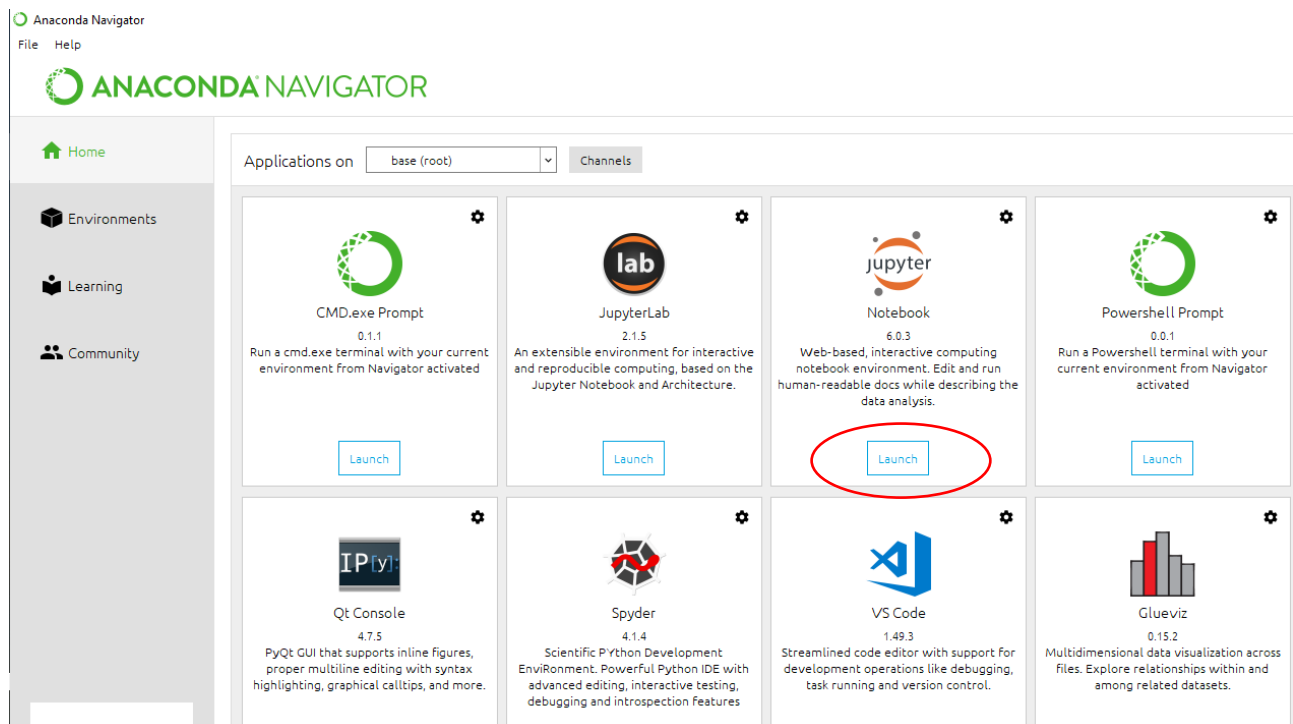 Anaconda Navigator
File Help
ANACONDA NAVIGATOR
Home
Environments
Learning
Community
Applications on base (root) Channels
CMD.exe Prompt
0.1.1
Run a cmd.exe terminal with your current
environment from Navigator activated
Launch
lab
JupyterLab
2.1.5
An extensible environment for interactive
and reproducible computing, based on the
Jupyter Notebook and Architecture.
Launch
jupyter
Notebook
6.0.3
Web-based, interactive computing
notebook environment. Edit and run
human-readable docs while describing the
data analysis.
Launch
Powershell Prompt
0.0.1
Run a Powershell terminal with your
current environment from Navigator
activated
Launch
IP[y]:
Qt Console
4.7.5
PyQt GUI that supports inline figures,
proper multiline editing with syntax
highlighting, graphical calltips, and more.
Spyder
4.1.4
Scientific PYthon Development
EnviRonment. Powerful Python IDE with
advanced editing, interactive testing,
debugging and introspection features
VS Code
1.49.3
Streamlined code editor with support for
development operations like debugging,
task running and version control.
Glueviz
0.15.2
Multidimensional data visualization across
files. Explore relationships within and
among related datasets.